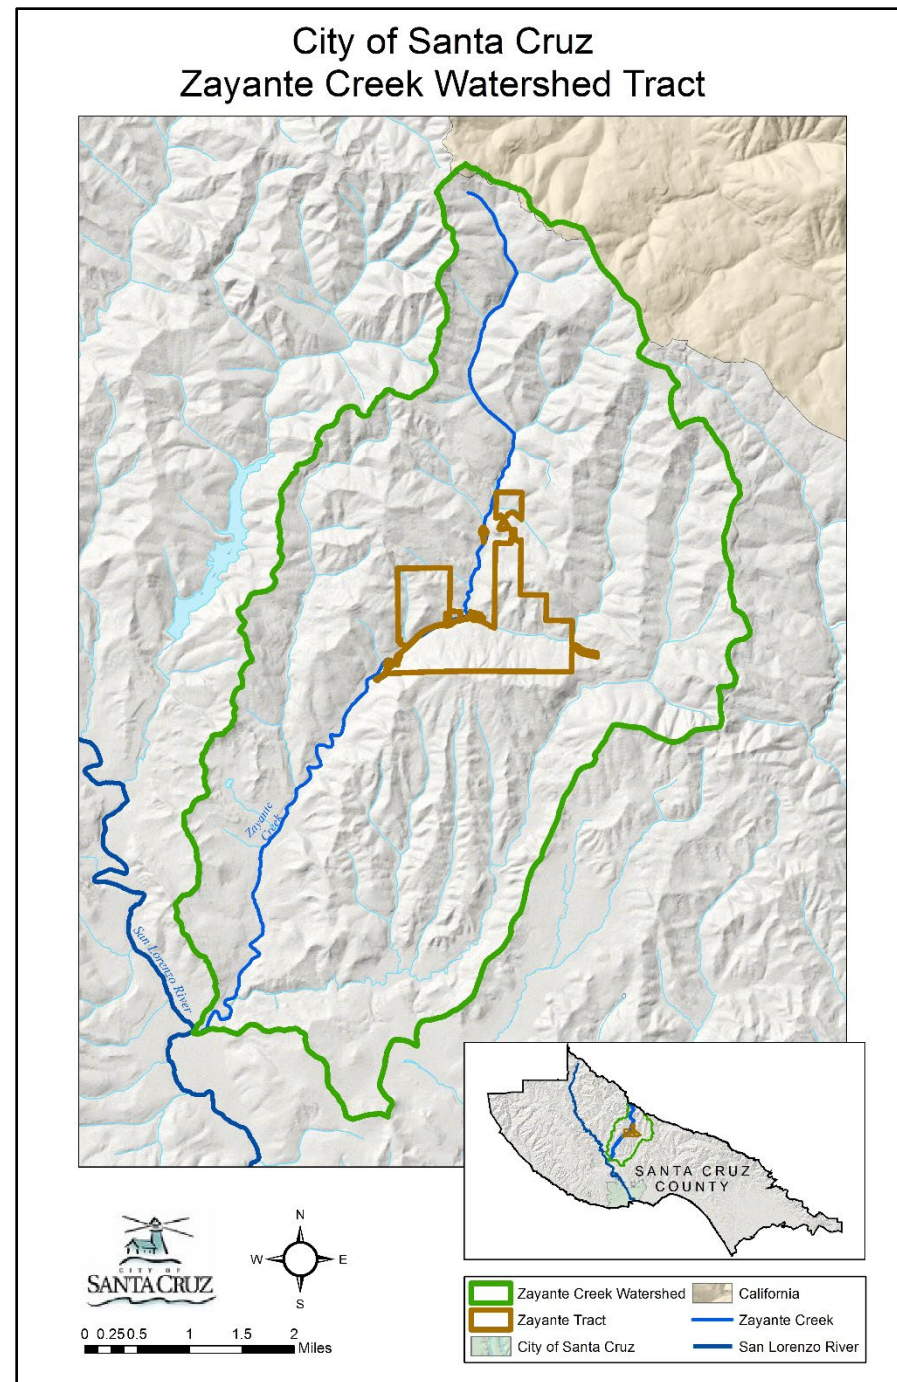 City of Santa Cruz
Zayante Creek Watershed Tract
Zayante
Creek
San Lorenzo River
SANTA CRUZ
COUNTY
CITY OF
SANTA CRUZ
N
W
E
S
0 0.25 0.5 1 1.5 2
Miles
Zayante Creek Watershed
Zayante Tract
City of Santa Cruz
California
Zayante Creek
San Lorenzo River